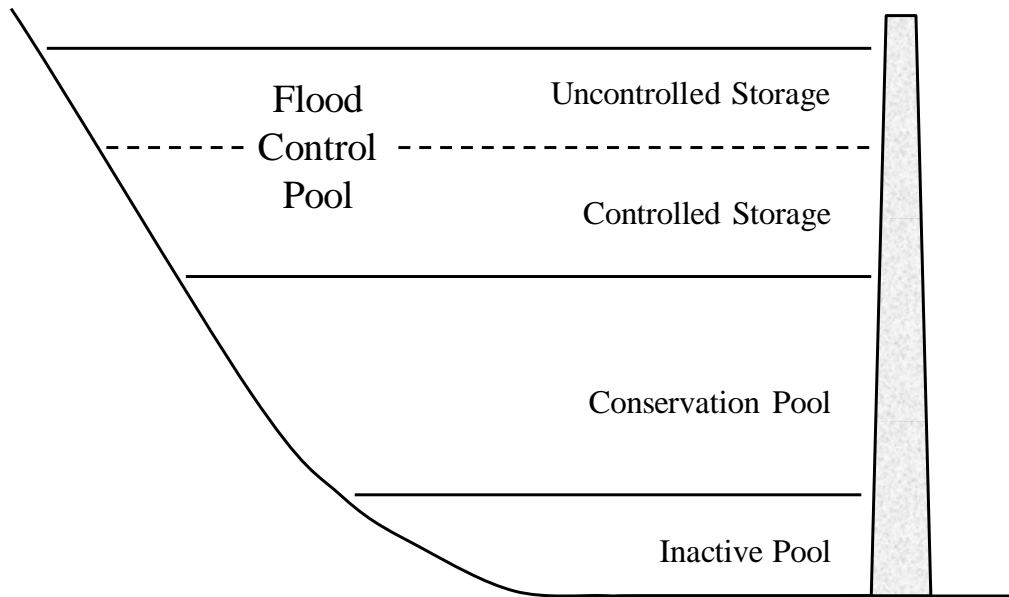 Uncontrolled Storage
Flood
Control
Pool
Controlled Storage
Conservation Pool
Inactive Pool